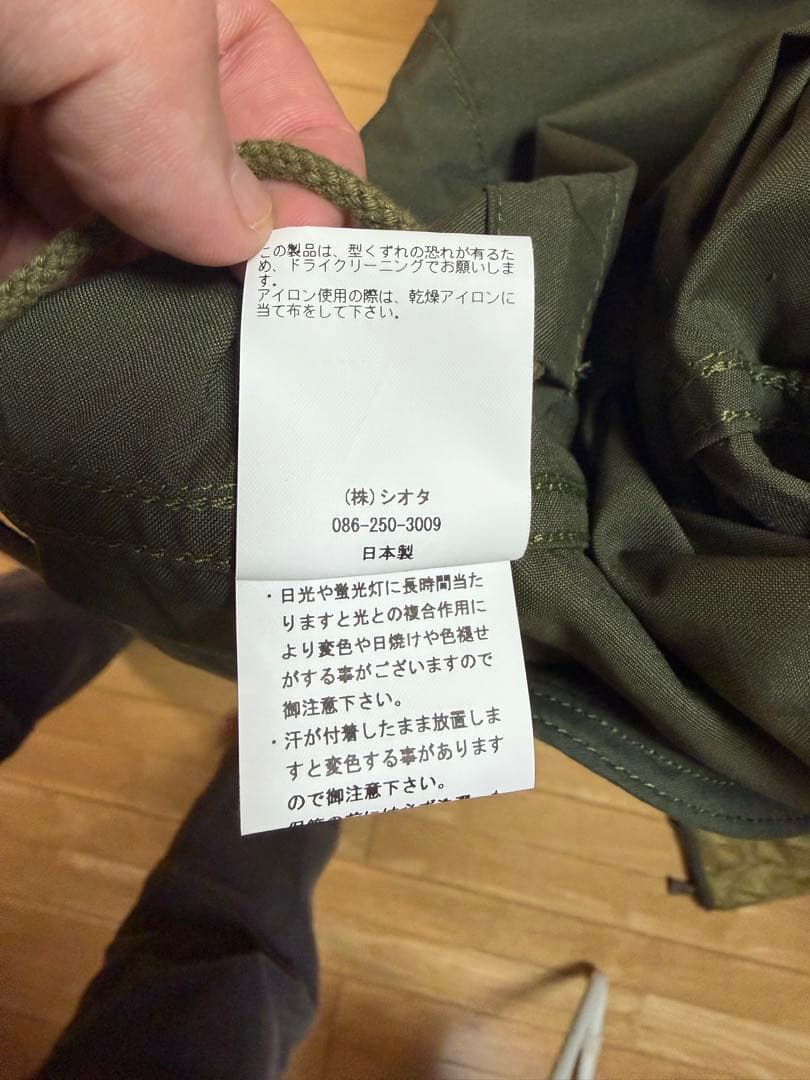 この製品は、型くずれの恐れが有るた
め、ドライクリーニングでお願いしま
す。
アイロン使用の際は、乾燥アイロンに
当て布をして下さい。
(株)シオタ
086-250-3009
日本製
・日光や蛍光灯に長時間当た
りますと光との複合作用に
より変色や日焼けや色褪せ
がする事がございますので
御注意下さい。
・汗が付着したまま放置しま
すと変色する事があります
ので御注意下さい。